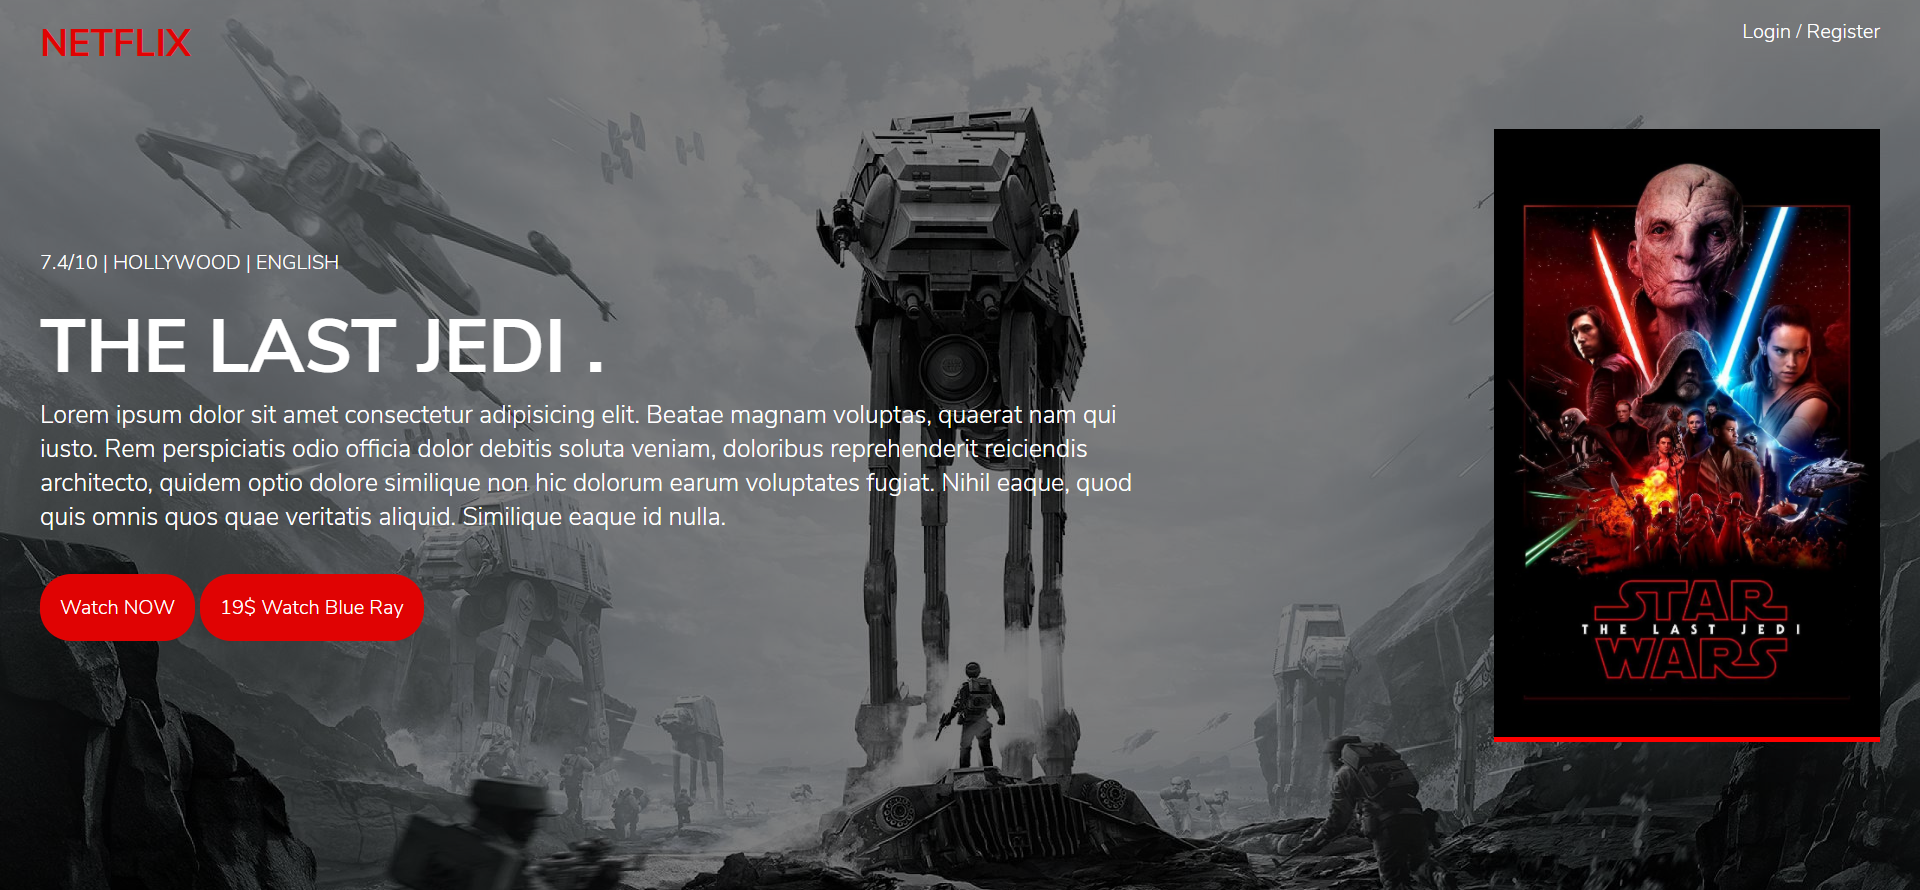 NETFLIX
Login / Register
7.4/10 | HOLLYWOOD | ENGLISH
THE LAST JEDI .
Lorem ipsum dolor sit amet consectetur adipisicing elit. Beatae magnam voluptas, quaerat nam qui
iusto. Rem perspiciatis odio officia dolor debitis soluta veniam, doloribus reprehenderit reiciendis
architecto, quidem optio dolore similique non hic dolorum earum voluptates fugiat. Nihil eaque, quod
quis omnis quos quae veritatis aliquid. Similique eaque id nulla.
Watch NOW
19$ Watch Blue Ray
STAR
THE LAST JEDI
WARS